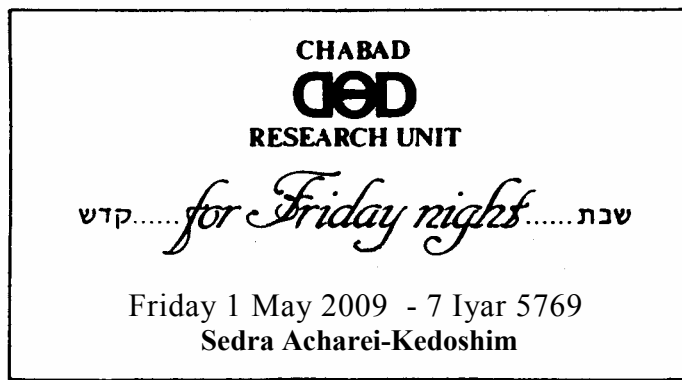 CHABAD
RESEARCH UNIT
קדש......for Friday night......שבת
Friday 1 May 2009 - 7 Iyar 5769
Sedra Acharei-Kedoshim